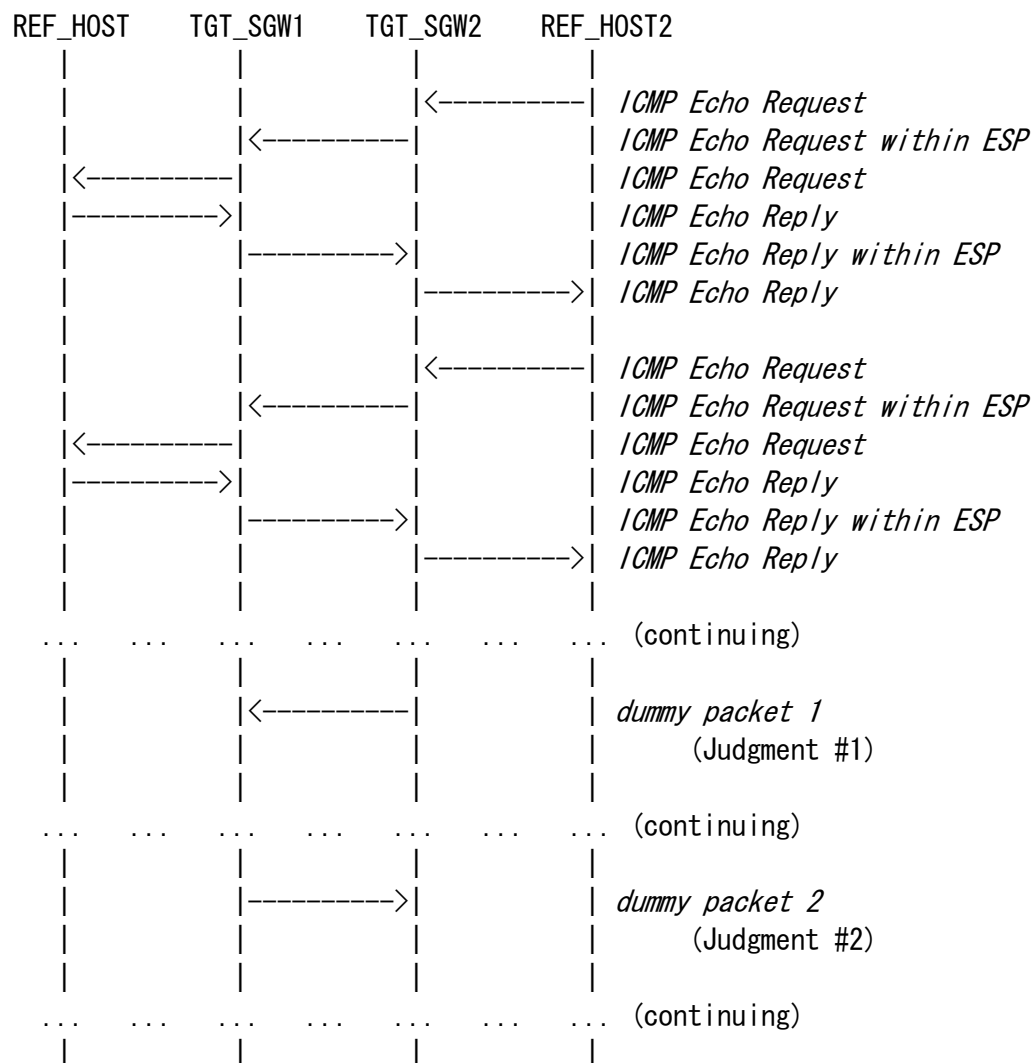 REF_HOST TGT_SGW1 TGT_SGW2 REF_HOST2
| | | |
| | |<----------| ICMP Echo Request
| |<----------| | ICMP Echo Request within ESP
|<----------| | | ICMP Echo Request
|---------->| | | ICMP Echo Reply
| |---------->| | ICMP Echo Reply within ESP
| | |---------->| ICMP Echo Reply
| | | |
| | |<----------| ICMP Echo Request
| |<----------| | ICMP Echo Request within ESP
|<----------| | | ICMP Echo Request
|---------->| | | ICMP Echo Reply
| |---------->| | ICMP Echo Reply within ESP
| | |---------->| ICMP Echo Reply
| | | |
... ... ... ... ... ... ... (continuing)
| | | |
| |<----------| | dummy packet 1
| | | | (Judgment #1)
| | | |
... ... ... ... ... ... ... (continuing)
| | | |
| |---------->| | dummy packet 2
| | | | (Judgment #2)
| | | |
... ... ... ... ... ... ... (continuing)
| | | |